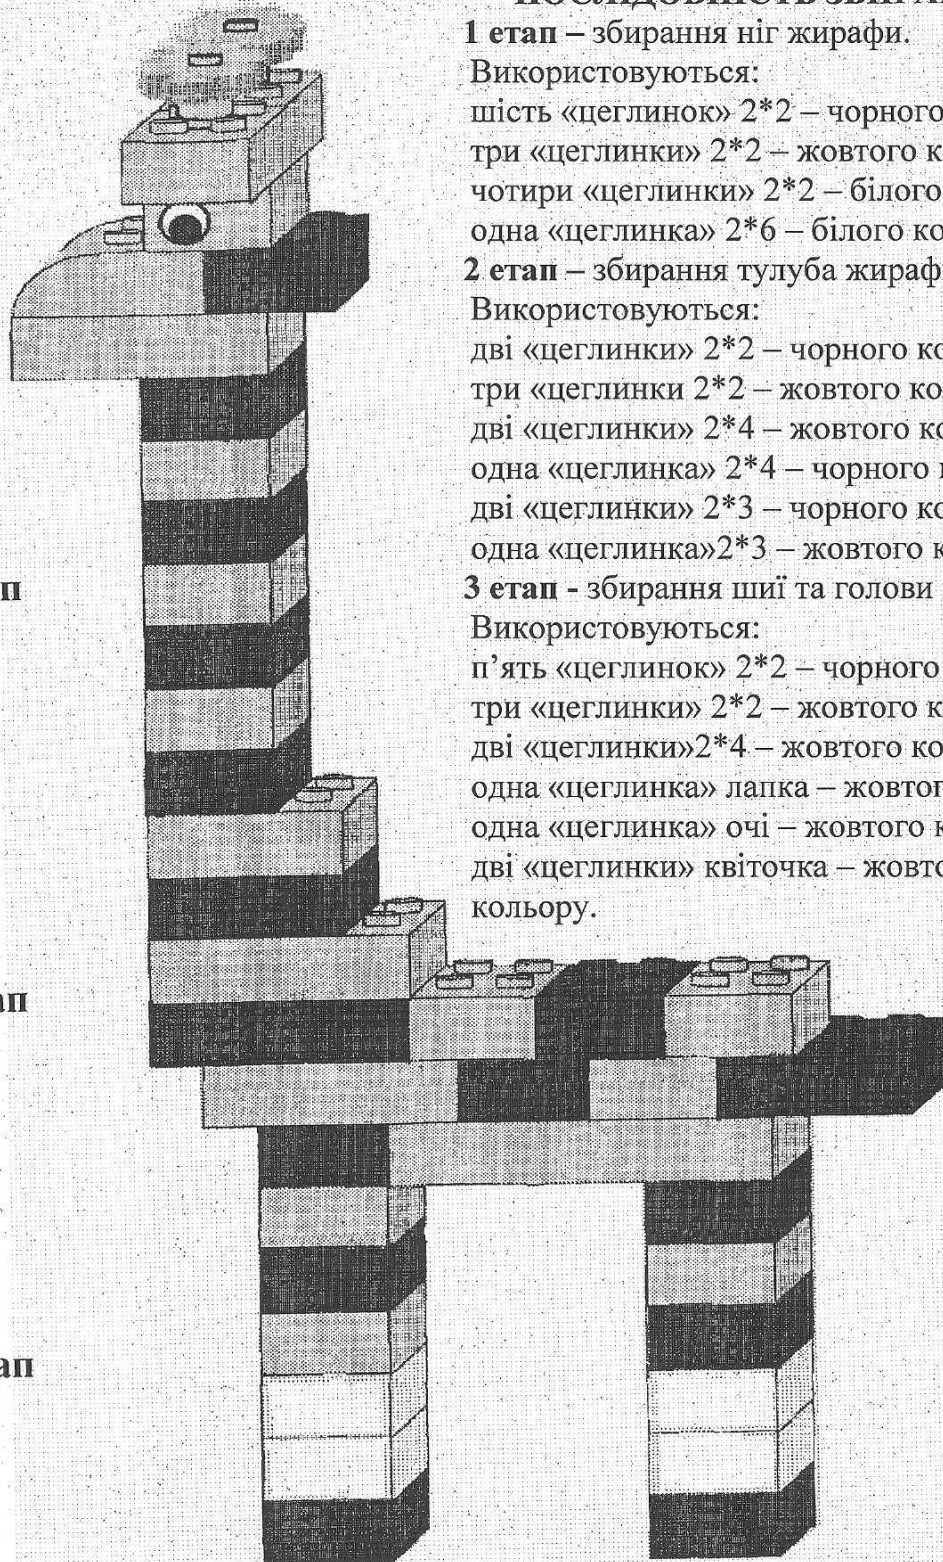 ПОСЛІДОВНІСТЬ ЗБИРА
1 етап – збирання ніг жирафи.
Використовуються:
шість «цеглинок» 2*2 – чорного
три «цеглинки» 2*2 – жовтого к
чотири «цеглинки» 2*2 – білого
одна «цеглинка» 2*6 – білого ко
2 етап – збирання тулуба жираф
Використовуються:
дві «цеглинки» 2*2 – чорного ко
три «цеглинки 2*2 – жовтого ко
дві «цеглинки» 2*4 – жовтого ко
одна «цеглинка» 2*4 – чорного
дві «цеглинки» 2*3 – чорного ко
одна «цеглинка»2*3 – жовтого к
3 етап - збирання шиї та голови
Використовуються:
п’ять «цеглинок» 2*2 – чорного
три «цеглинки» 2*2 – жовтого к
дві «цеглинки»2*4 – жовтого ко
одна «цеглинка» лапка – жовтог
одна «цеглинка» очі – жовтого к
дві «цеглинки» квіточка – жовто
кольору.
п
ап
ап